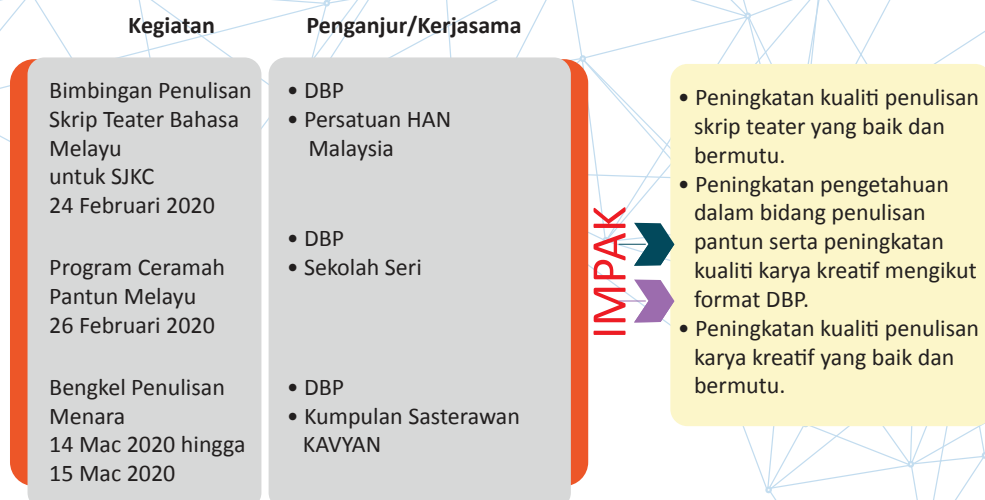 Kegiatan
Penganjur/Kerjasama
Bimbingan Penulisan
Skrip Teater Bahasa
Melayu
untuk SJKC
24 Februari 2020
Program Ceramah
Pantun Melayu
26 Februari 2020
Bengkel Penulisan
Menara
14 Mac 2020 hingga
15 Mac 2020
• DBP
• Persatuan HAN
Malaysia
• DBP
• Sekolah Seri
• DBP
• Kumpulan Sasterawan
KAVYAN
IMPAK
• Peningkatan kualiti penulisan
skrip teater yang baik dan
bermutu.
• Peningkatan pengetahuan
dalam bidang penulisan
pantun serta peningkatan
kualiti karya kreatif mengikut
format DBP.
• Peningkatan kualiti penulisan
karya kreatif yang baik dan
bermutu.